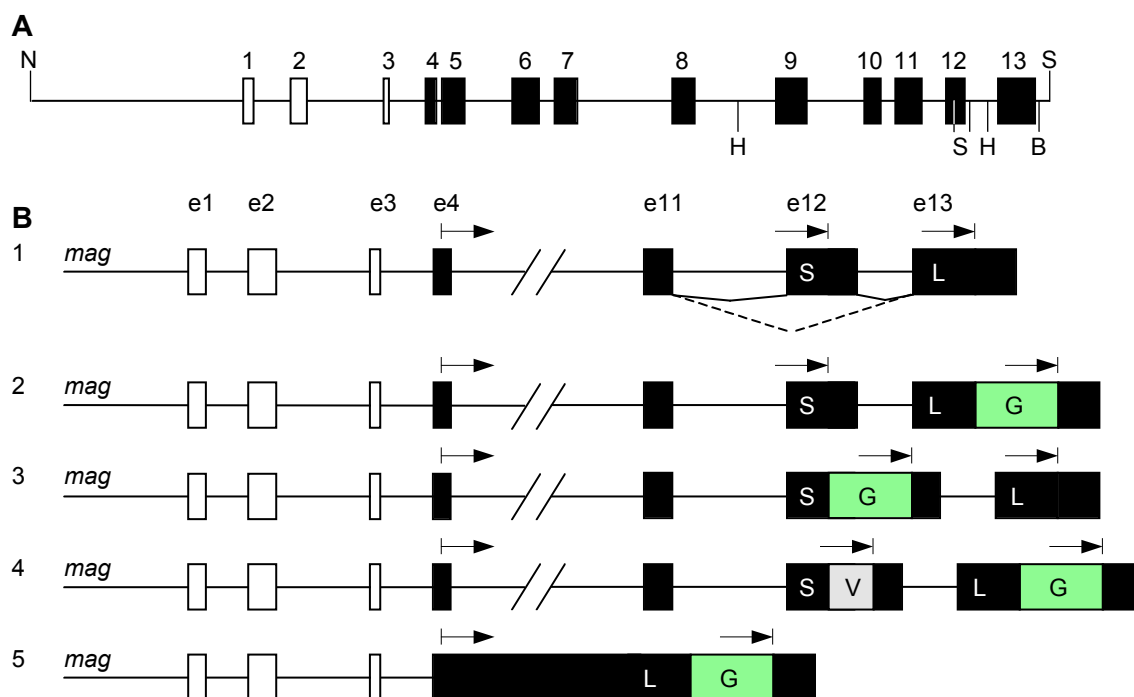 A
N 1 2 3 4 5 6 7 8 9 10 11 12 13 S
H S H B
B
e1 e2 e3 e4 e11 e12 e13
1 mag S L
2 mag S L G
3 mag S G L
4 mag S V L G
5 mag L G